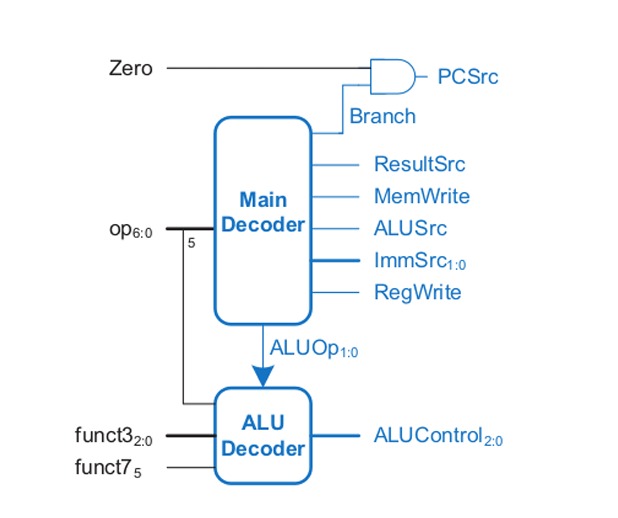 Zero
PCSrc
Branch
Main
Decoder
ResultSrc
MemWrite
ALUSrc
ImmSrc1:0
RegWrite
op6:0
5
ALUOp1:0
ALU
Decoder
funct32:0
funct75
ALUControl2:0